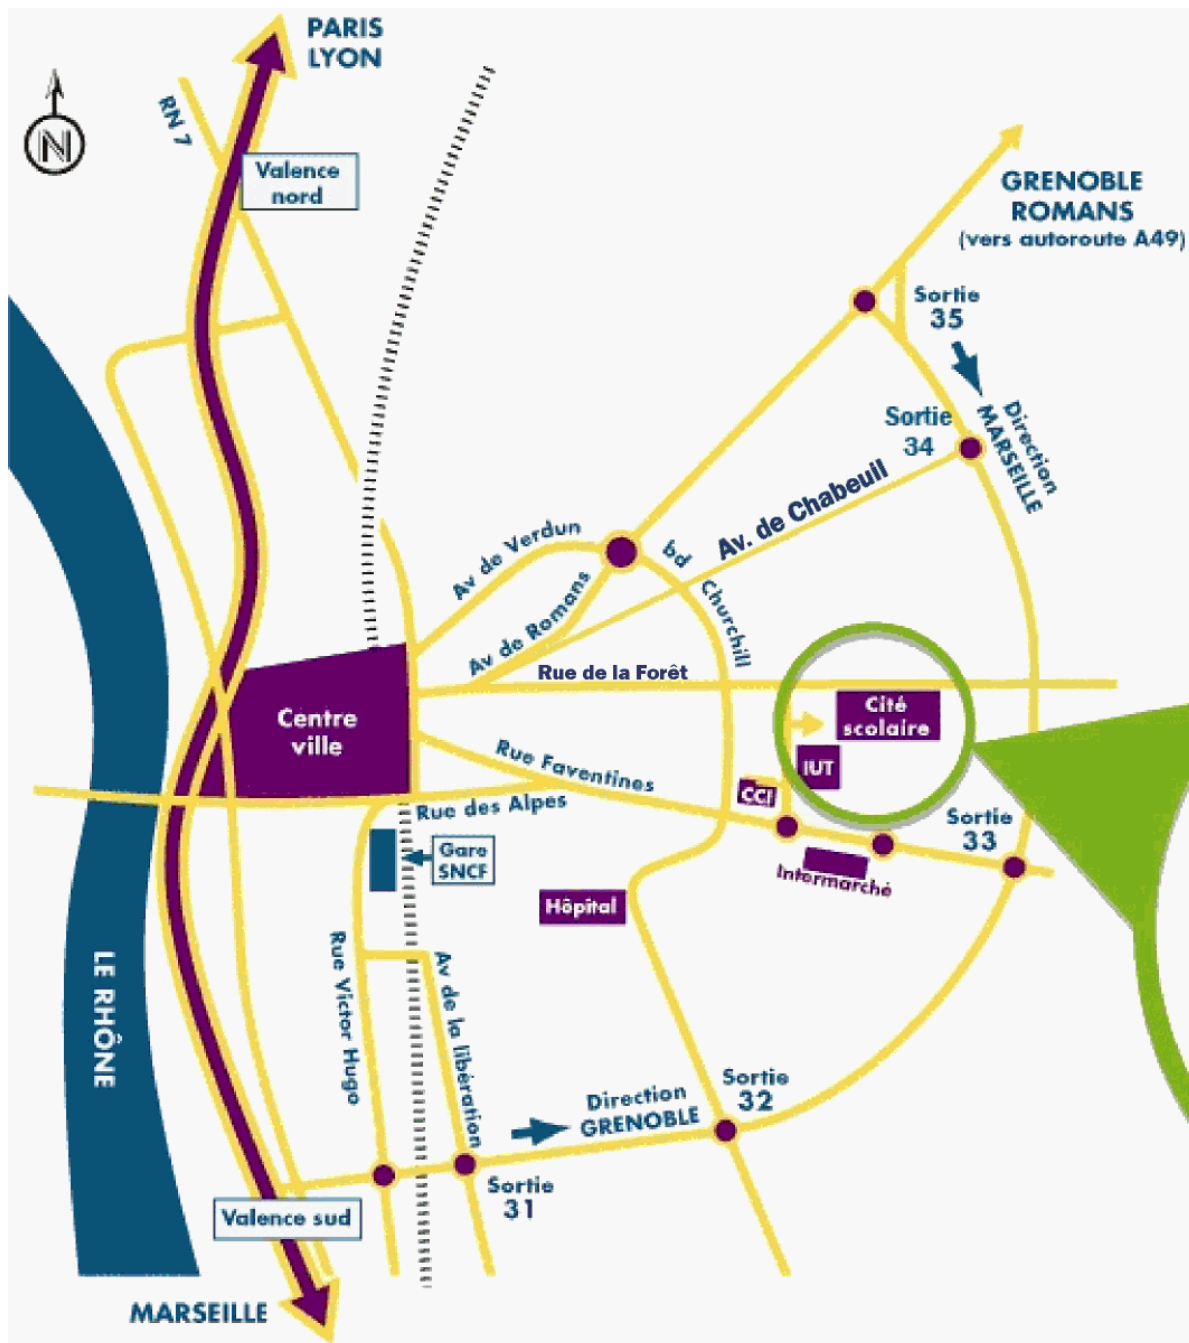 PARIS
LYON
RN 7
N
Valence
nord
GRENOBLE
ROMANS
(vers autoroute A49)
Sortie
35
Direction
MARSEILLE
Sortie
34
Av. de Chabeuil
Av de Verdun
bd Churchill
Av de Romans
Rue de la Forêt
Cité
scolaire
Centre
ville
Rue Faventines
IUT
CCI
Rue des Alpes
Sortie
33
Gare
SNCF
Intermarché
Hôpital
LE RHÔNE
Rue Victor Hugo
Av de la libération
Sortie
32
Direction
GRENOBLE
Sortie
31
Valence sud
MARSEILLE